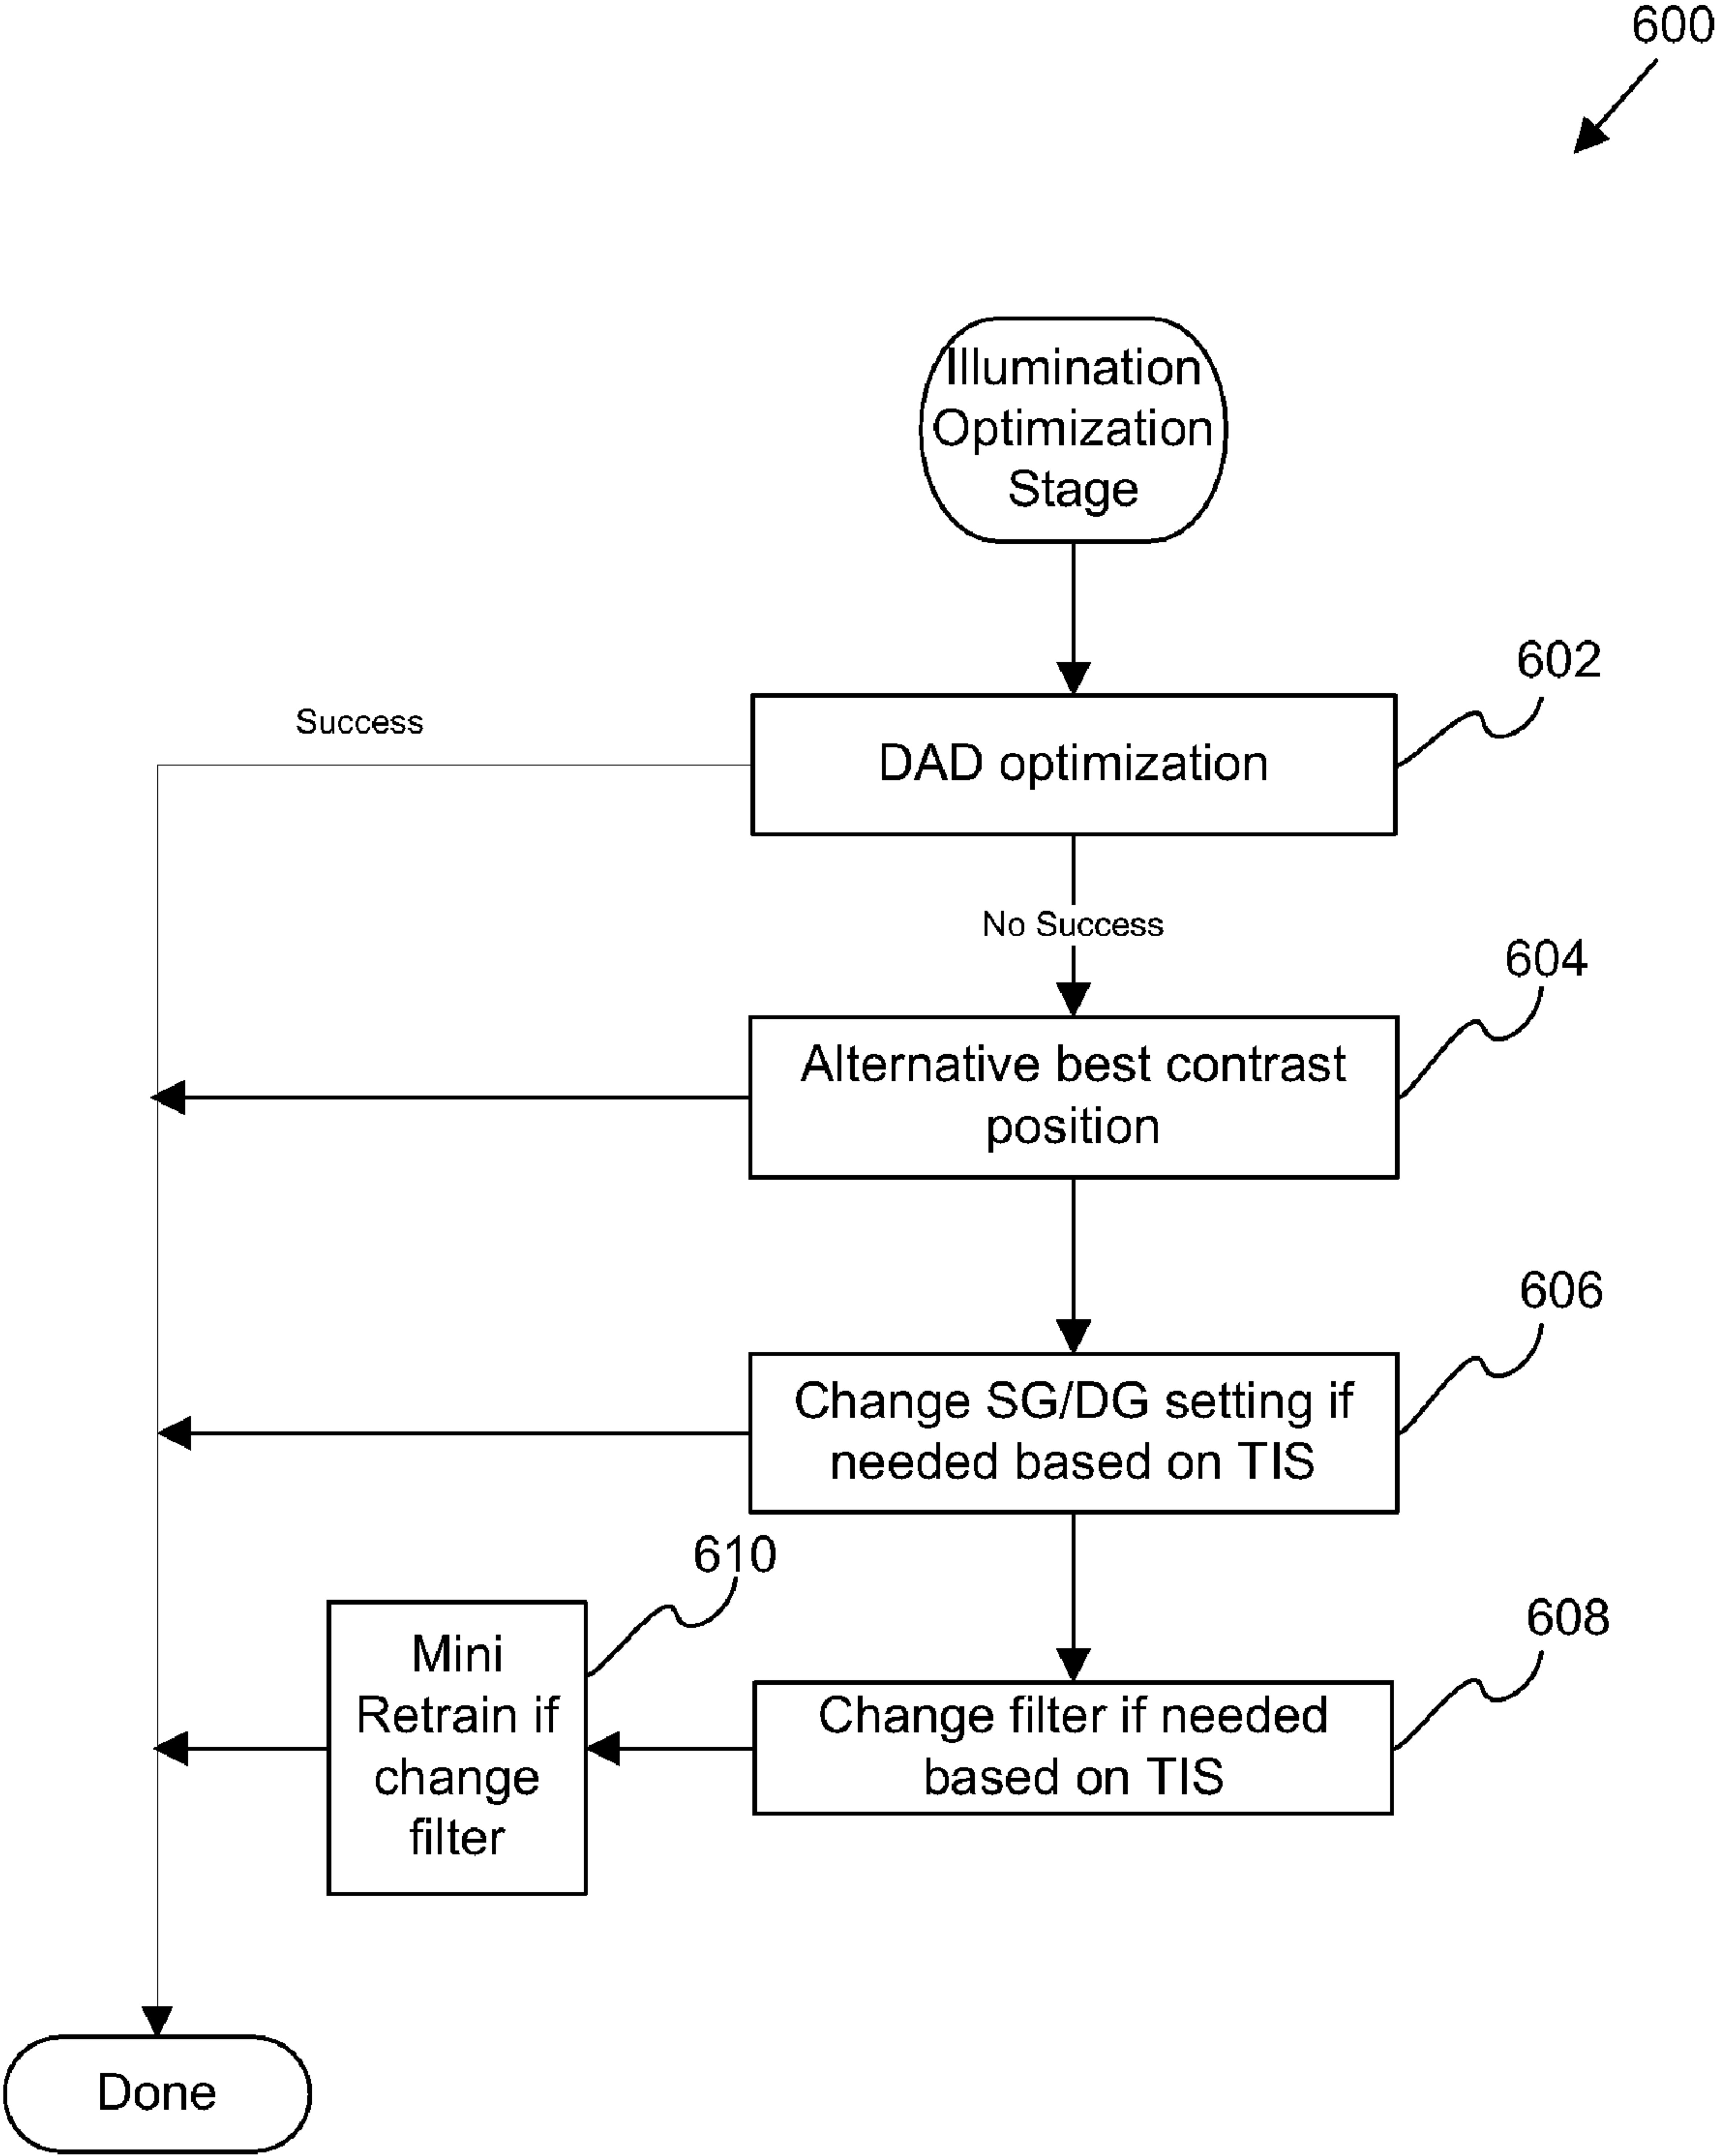 600
Illumination
Optimization
Stage
602
Success
DAD optimization
No Success
604
Alternative best contrast
position
606
Change SG/DG setting if
needed based on TIS
610
608
Mini
Retrain if
change
filter
Change filter if needed
based on TIS
Done